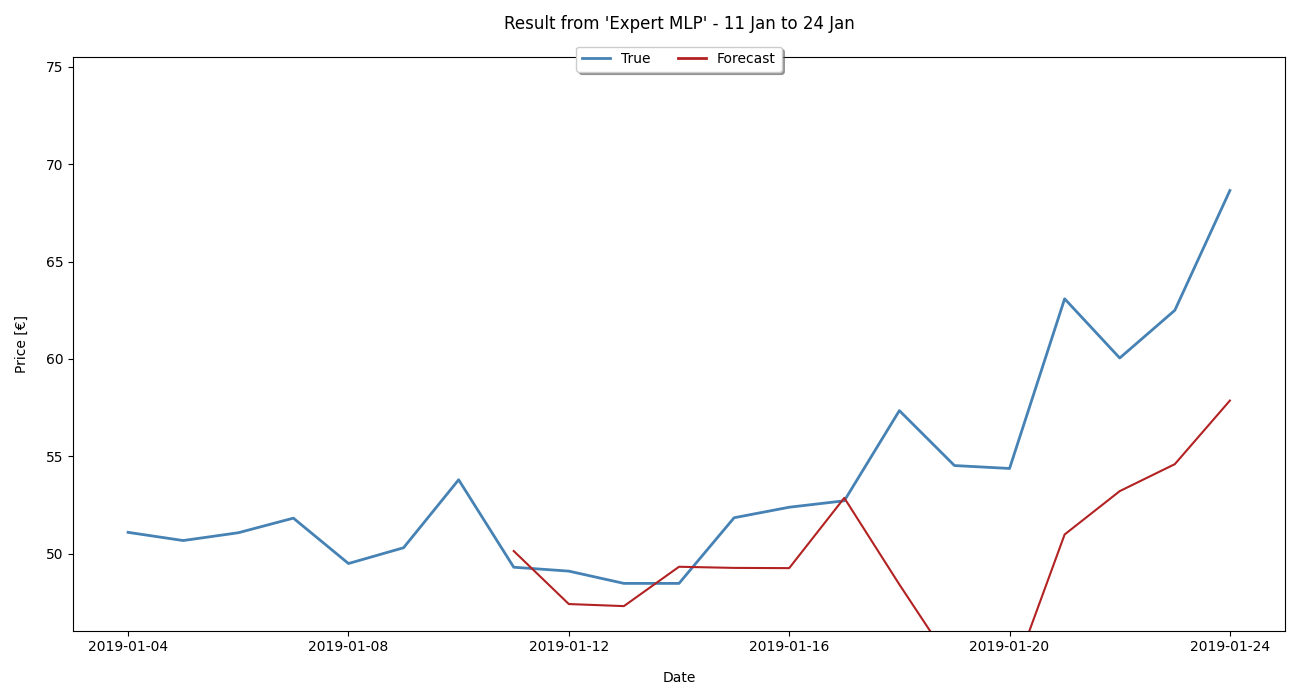 Result from 'Expert MLP' - 11 Jan to 24 Jan
True Forecast
75
70
65
60
55
50
Price [€]
2019-01-04 2019-01-08 2019-01-12 2019-01-16 2019-01-20 2019-01-24
Date